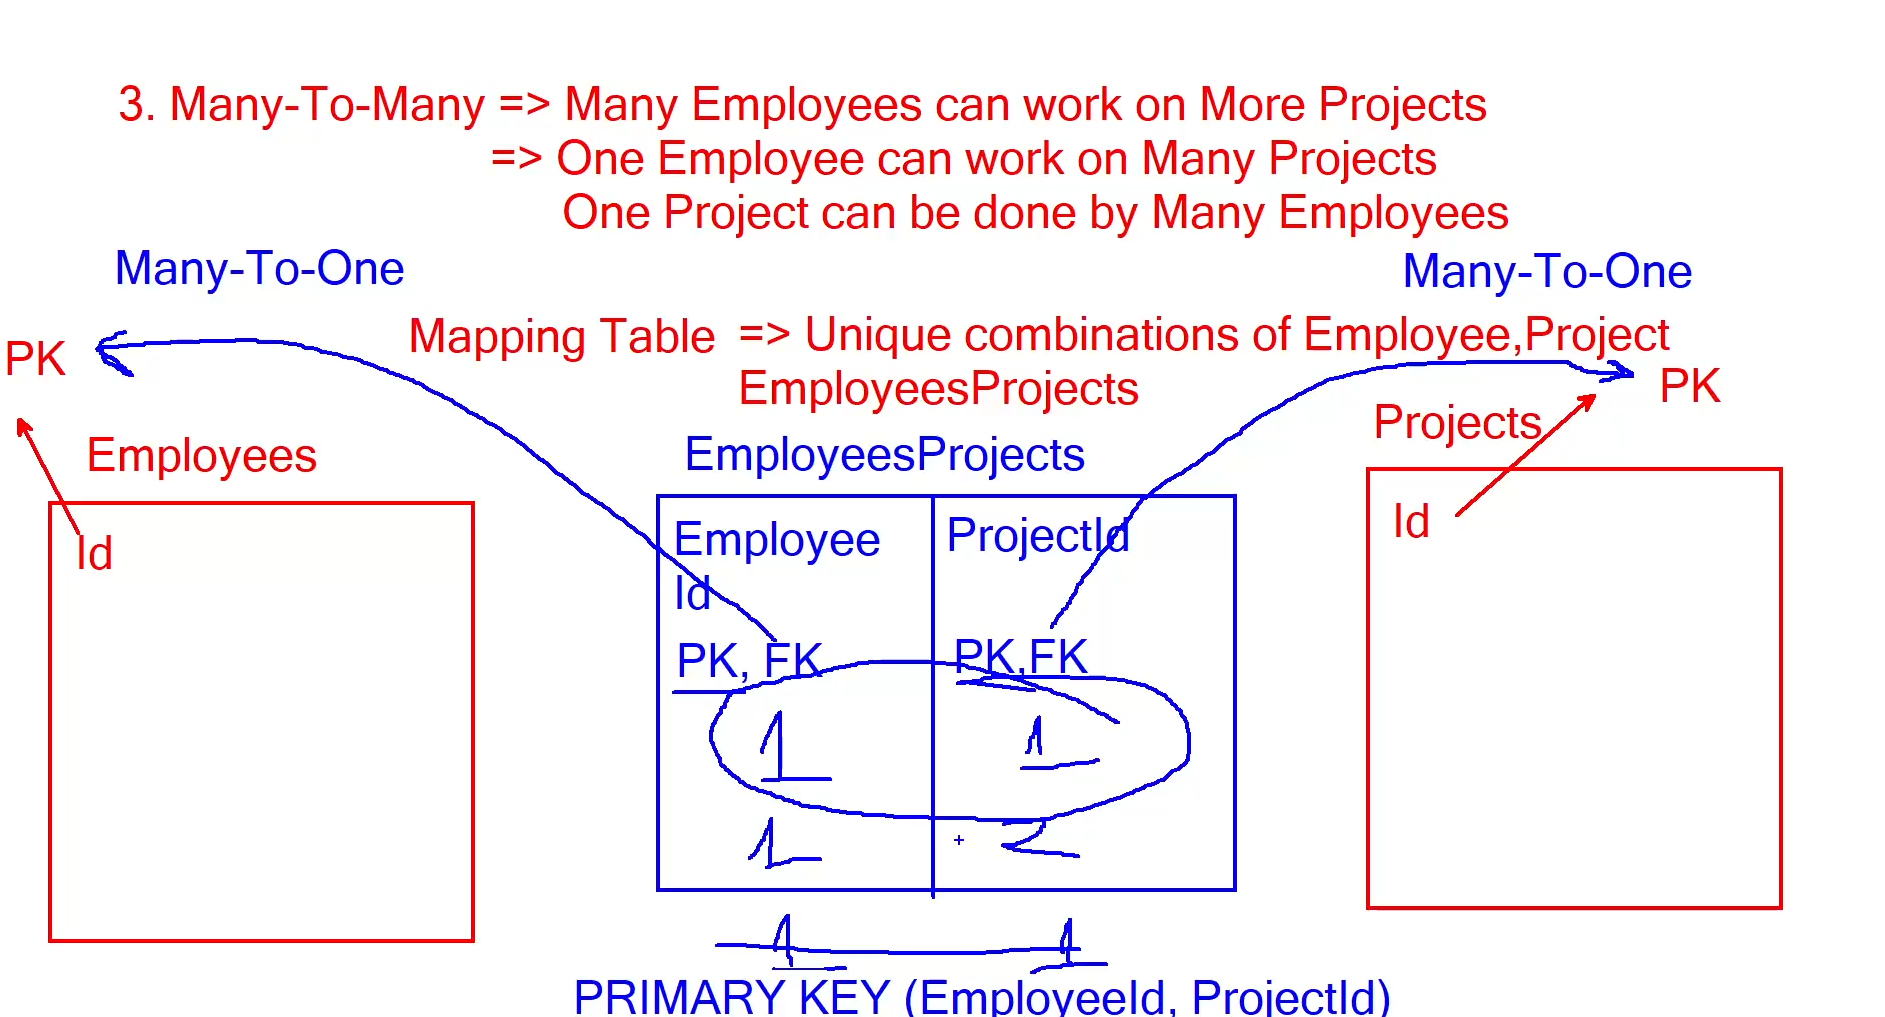 3. Many-To-Many => Many Employees can work on More Projects
=> One Employee can work on Many Projects
One Project can be done by Many Employees
Many-To-One
Many-To-One
Mapping Table => Unique combinations of Employee,Project
PK
EmployeesProjects
PK
Projects
Employees
EmployeesProjects
Id
Employee
Id
ProjectId
Id
PK, FK
PK,FK
1 1
1 2
1 1
PRIMARY KEY (EmployeeId, ProjectId)